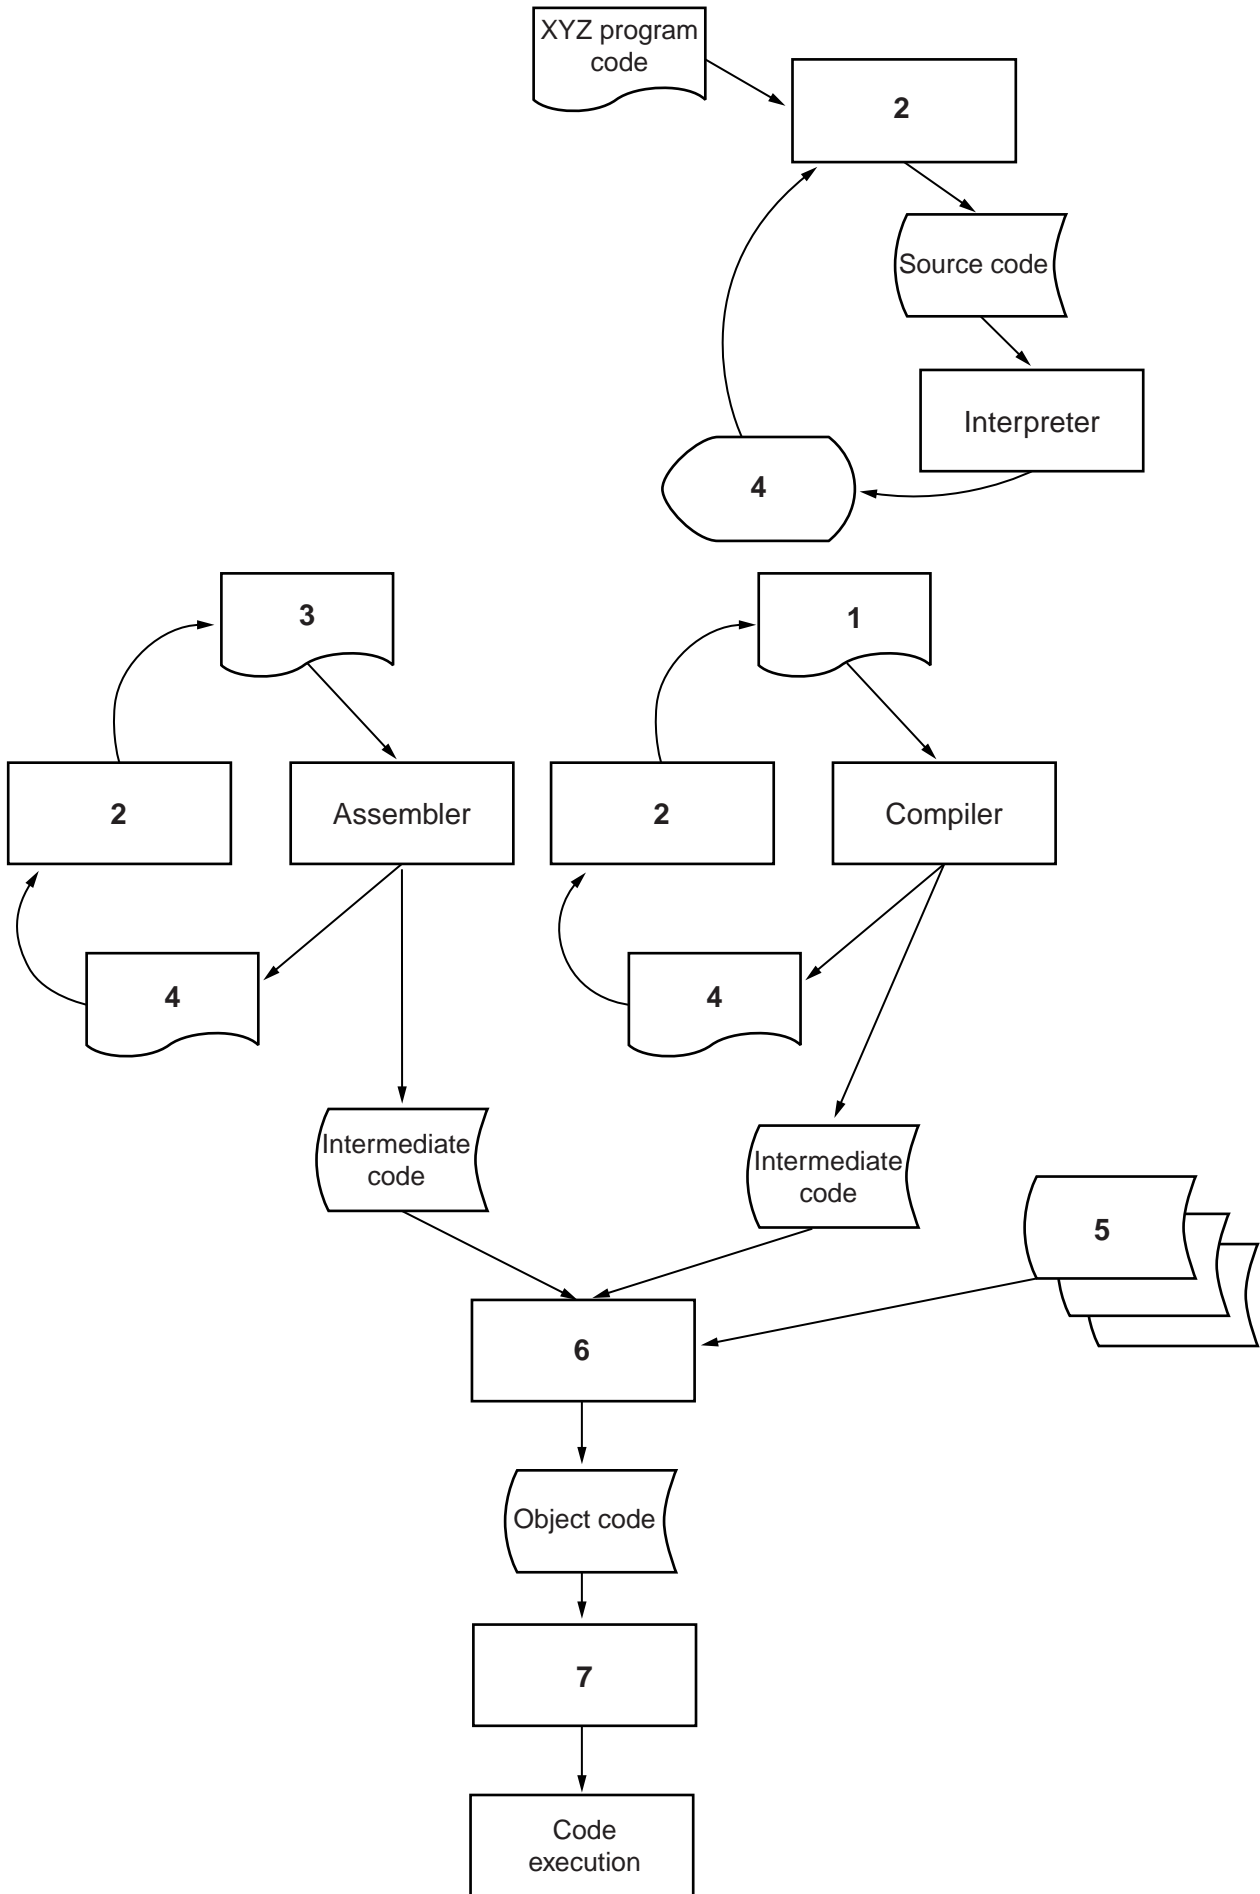 XYZ program
code
2
Source code
Interpreter
4
3
1
2
Assembler
2
Compiler
4
4
Intermediate
code
Intermediate
code
5
6
Object code
7
Code
execution